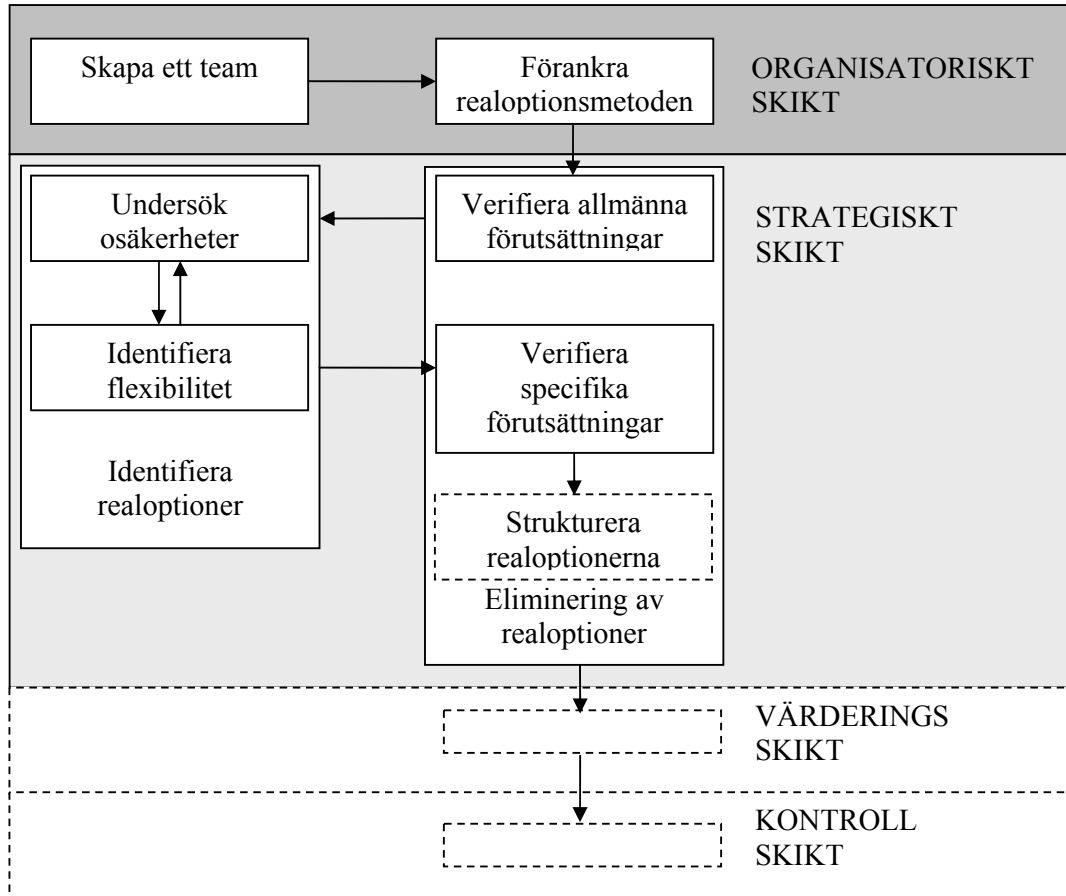 Skapa ett team
Förankra
realoptionsmetoden
ORGANISATORISKT
SKIKT
Undersök
osäkerheter
Verifiera allmänna
förutsättningar
STRATEGISKT
SKIKT
Identifiera
flexibilitet
Verifiera
specifika
förutsättningar
Identifiera
realoptioner
Strukturera
realoptionerna
Eliminering av
realoptioner
VÄRDERINGS
SKIKT
KONTROLL
SKIKT